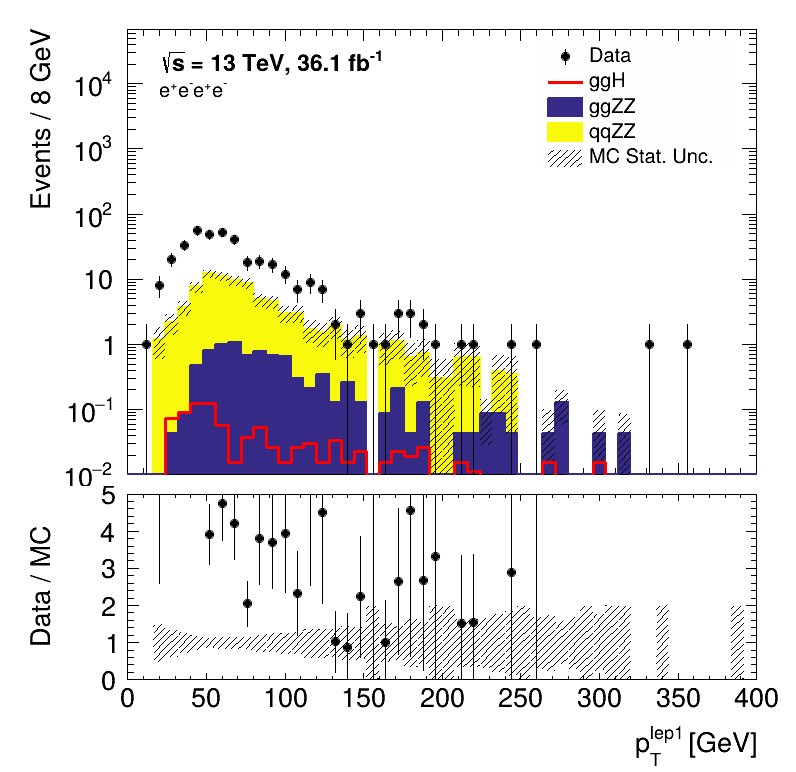 Events / 8 GeV
10⁴
10³
10²
10
1
10⁻¹
10⁻²
√s = 13 TeV, 36.1 fb⁻¹
e⁺e⁻e⁺e⁻
Data
ggH
ggZZ
qqZZ
MC Stat. Unc.
Data / MC
5
4
3
2
1
0
0 50 100 150 200 250 300 350 400
p_T^lep1 [GeV]